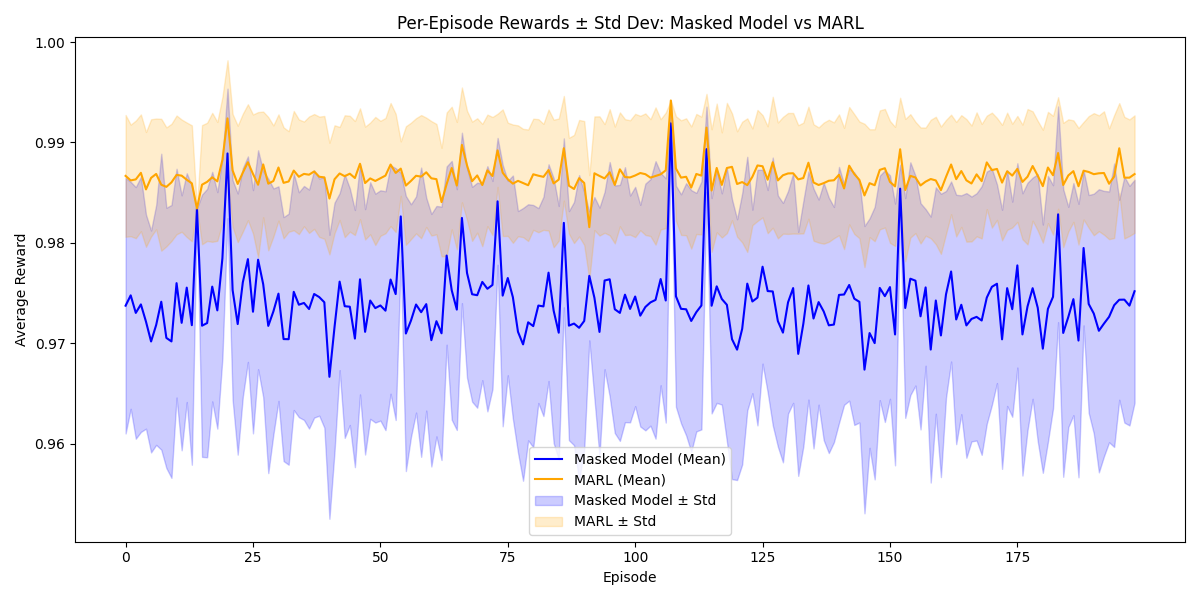 Per-Episode Rewards ± Std Dev: Masked Model vs MARL
Average Reward
1.00
0.99
0.98
0.97
0.96
Masked Model (Mean)
MARL (Mean)
Masked Model ± Std
MARL ± Std
0 25 50 75 100 125 150 175
Episode